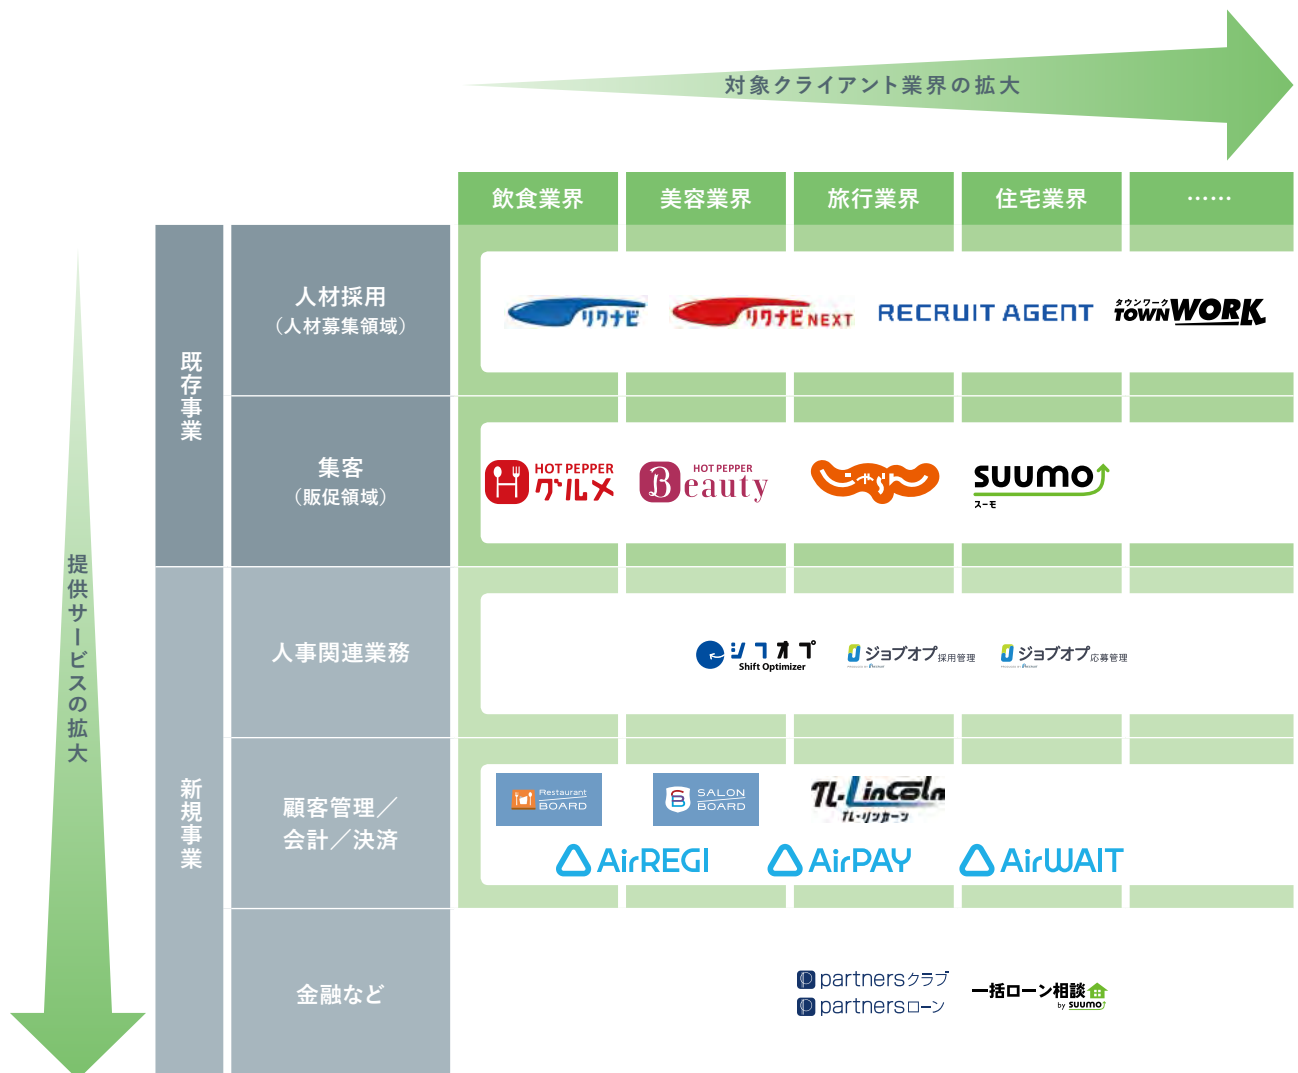 対象クライアント業界の拡大
飲食業界
美容業界
旅行業界
住宅業界
……
提供サービスの拡大
既存事業
人材採用
（人材募集領域）
リクナビ
リクナビNEXT
RECRUIT AGENT
タウンワーク
TOWNWORK
集客
（販促領域）
HOT PEPPER
グルメ
HOT PEPPER
Beauty
じゃらん
SUUMO
スーモ
新規事業
人事関連業務
シフオプ
Shift Optimizer
ジョブオプ採用管理
ジョブオプ応募管理
顧客管理／
会計／決済
Restaurant
BOARD
SALON
BOARD
TL-Lincoln
TL-リンカーン
AirREGI
AirPAY
AirWAIT
金融など
partnersクラブ
partnersローン
一括ローン相談
by SUUMO